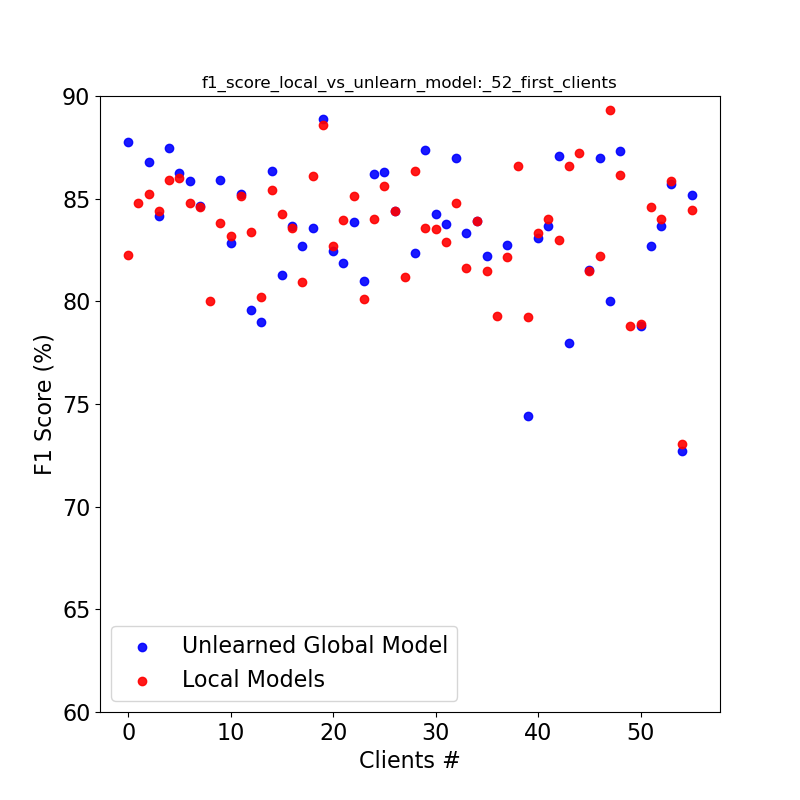 f1_score_local_vs_unlearn_model:_52_first_clients
90
85
80
75
70
65
60
F1 Score (%)
Unlearned Global Model
Local Models
0 10 20 30 40 50
Clients #